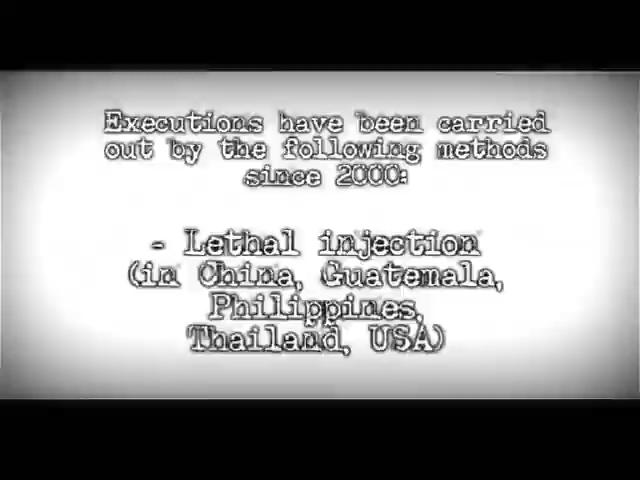 Executions have been carried
out by the following methods
since 2000:
- Lethal injection
(in China, Guatemala,
Philippines,
Thailand, USA)